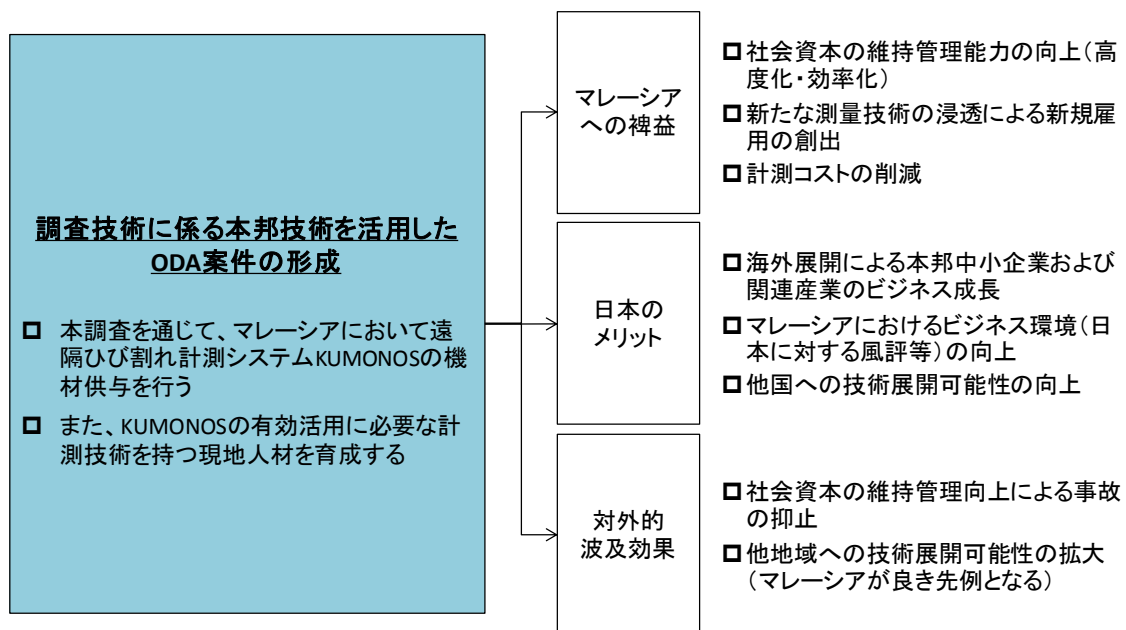 調査技術に係る本邦技術を活用した
ODA案件の形成
本調査を通じて、マレーシアにおいて遠
隔ひび割れ計測システムKUMONOSの機
材供与を行う
また、KUMONOSの有効活用に必要な計
測技術を持つ現地人材を育成する
マレーシア
への裨益
社会資本の維持管理能力の向上(高
度化・効率化)
新たな測量技術の浸透による新規雇
用の創出
計測コストの削減
日本の
メリット
海外展開による本邦中小企業および
関連産業のビジネス成長
マレーシアにおけるビジネス環境(日
本に対する風評等)の向上
他国への技術展開可能性の向上
対外的
波及効果
社会資本の維持管理向上による事故
の抑止
他地域への技術展開可能性の拡大
(マレーシアが良き先例となる)